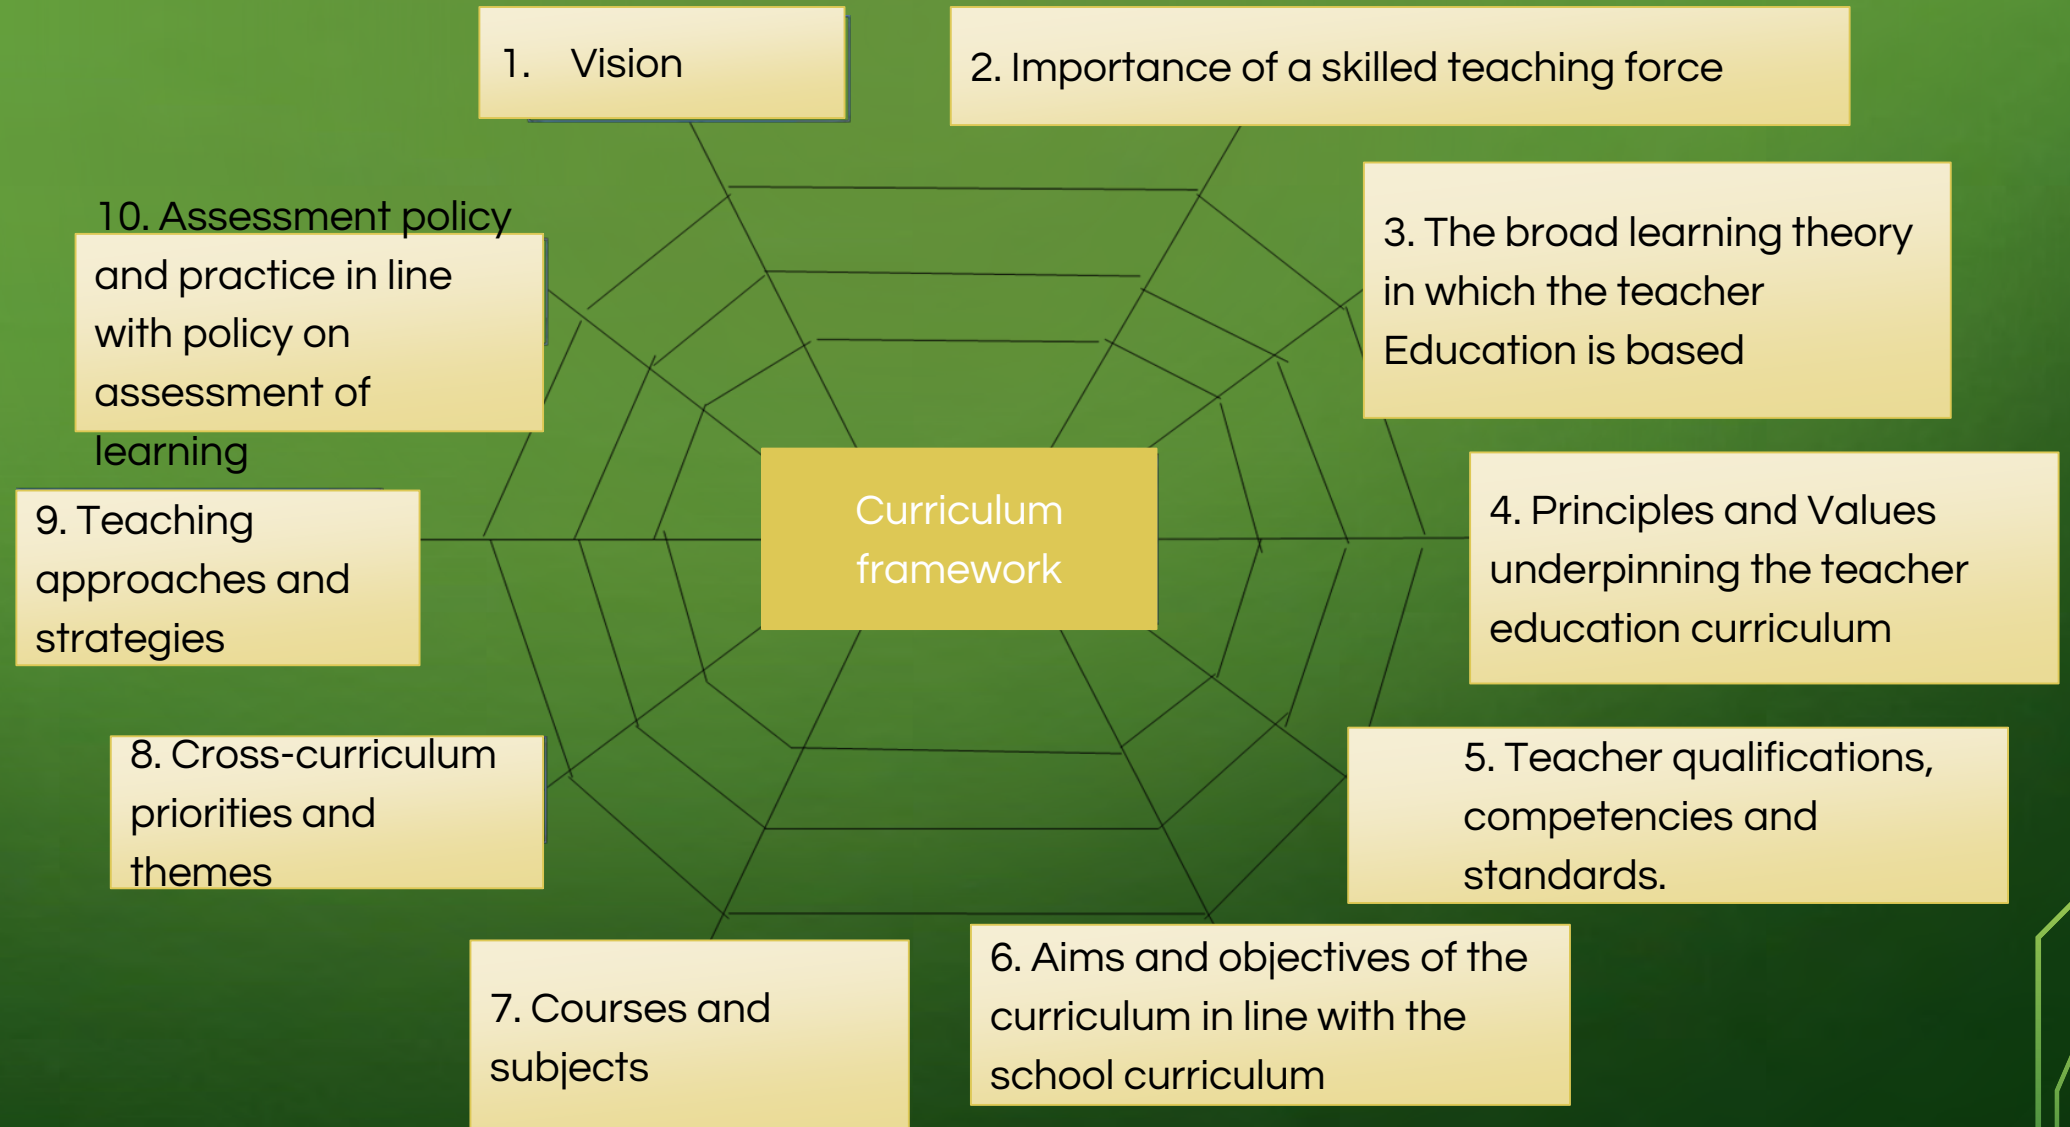 1. Vision
2. Importance of a skilled teaching force
3. The broad learning theory
in which the teacher
Education is based
4. Principles and Values
underpinning the teacher
education curriculum
5. Teacher qualifications,
competencies and
standards.
6. Aims and objectives of the
curriculum in line with the
school curriculum
7. Courses and
subjects
8. Cross-curriculum
priorities and
themes
9. Teaching
approaches and
strategies
10. Assessment policy
and practice in line
with policy on
assessment of
learning
Curriculum
framework